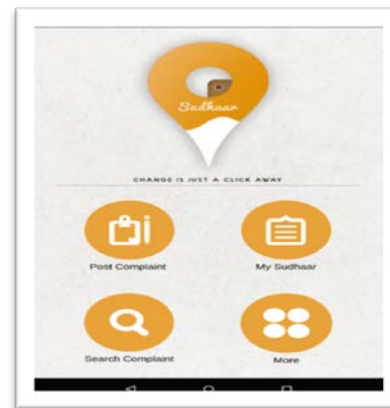 Sudhaar
CHANGE IS JUST A CLICK AWAY
Post Complaint
My Sudhaar
Search Complaint
More